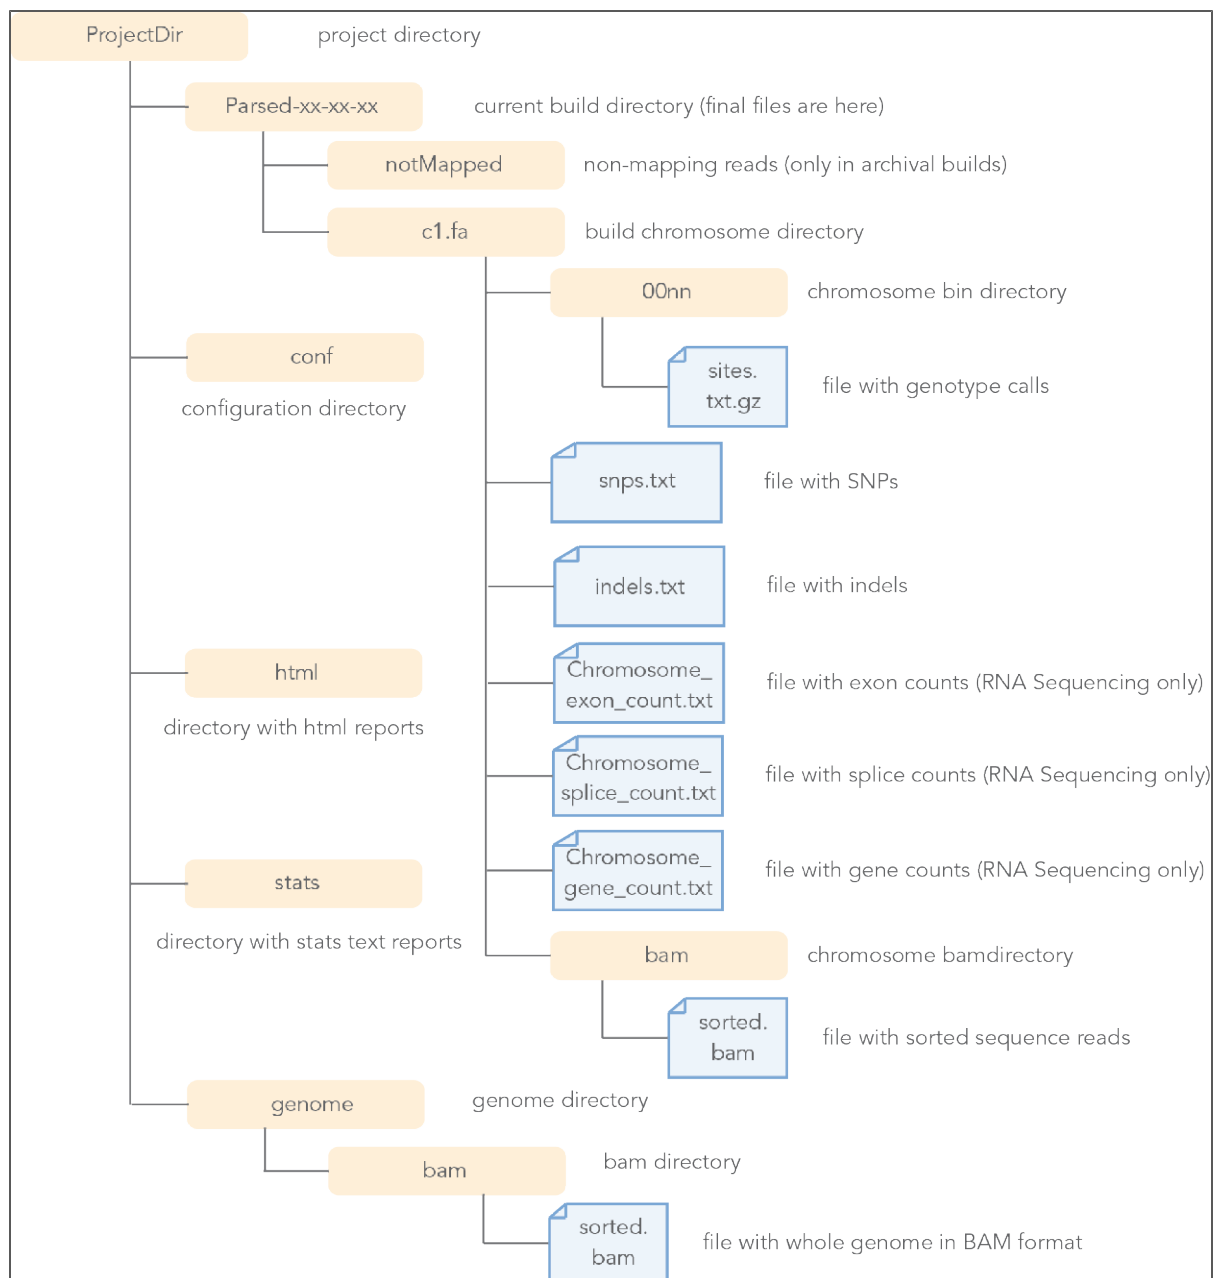 ProjectDir
project directory
Parsed-xx-xx-xx
current build directory (final files are here)
notMapped
non-mapping reads (only in archival builds)
c1.fa
build chromosome directory
00nn
chromosome bin directory
sites.
txt.gz
file with genotype calls
conf
configuration directory
snps.txt
file with SNPs
indels.txt
file with indels
Chromosome_
exon_count.txt
file with exon counts (RNA Sequencing only)
html
directory with html reports
Chromosome_
splice_count.txt
file with splice counts (RNA Sequencing only)
Chromosome_
gene_count.txt
file with gene counts (RNA Sequencing only)
stats
directory with stats text reports
bam
chromosome bamdirectory
sorted.
bam
file with sorted sequence reads
genome
genome directory
bam
bam directory
sorted.
bam
file with whole genome in BAM format